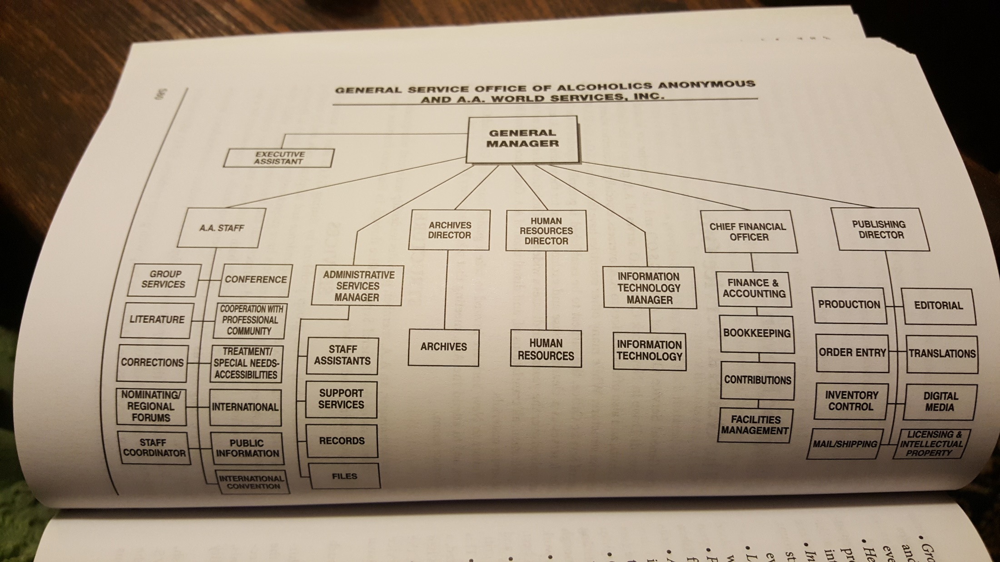 GENERAL SERVICE OFFICE OF ALCOHOLICS ANONYMOUS
AND A.A. WORLD SERVICES, INC.
GENERAL
MANAGER
EXECUTIVE
ASSISTANT
A.A. STAFF
GROUP
SERVICES
CONFERENCE
LITERATURE
COOPERATION WITH
PROFESSIONAL
COMMUNITY
CORRECTIONS
TREATMENT/
SPECIAL NEEDS-
ACCESSIBILITIES
NOMINATING/
REGIONAL
FORUMS
INTERNATIONAL
STAFF
COORDINATOR
PUBLIC
INFORMATION
INTERNATIONAL
CONVENTION
ADMINISTRATIVE
SERVICES
MANAGER
STAFF
ASSISTANTS
SUPPORT
SERVICES
RECORDS
FILES
ARCHIVES
DIRECTOR
ARCHIVES
HUMAN
RESOURCES
DIRECTOR
HUMAN
RESOURCES
INFORMATION
TECHNOLOGY
MANAGER
INFORMATION
TECHNOLOGY
CHIEF FINANCIAL
OFFICER
FINANCE &
ACCOUNTING
BOOKKEEPING
CONTRIBUTIONS
FACILITIES
MANAGEMENT
PUBLISHING
DIRECTOR
PRODUCTION
EDITORIAL
ORDER ENTRY
TRANSLATIONS
INVENTORY
CONTROL
DIGITAL
MEDIA
MAIL/SHIPPING
LICENSING &
INTELLECTUAL
PROPERTY